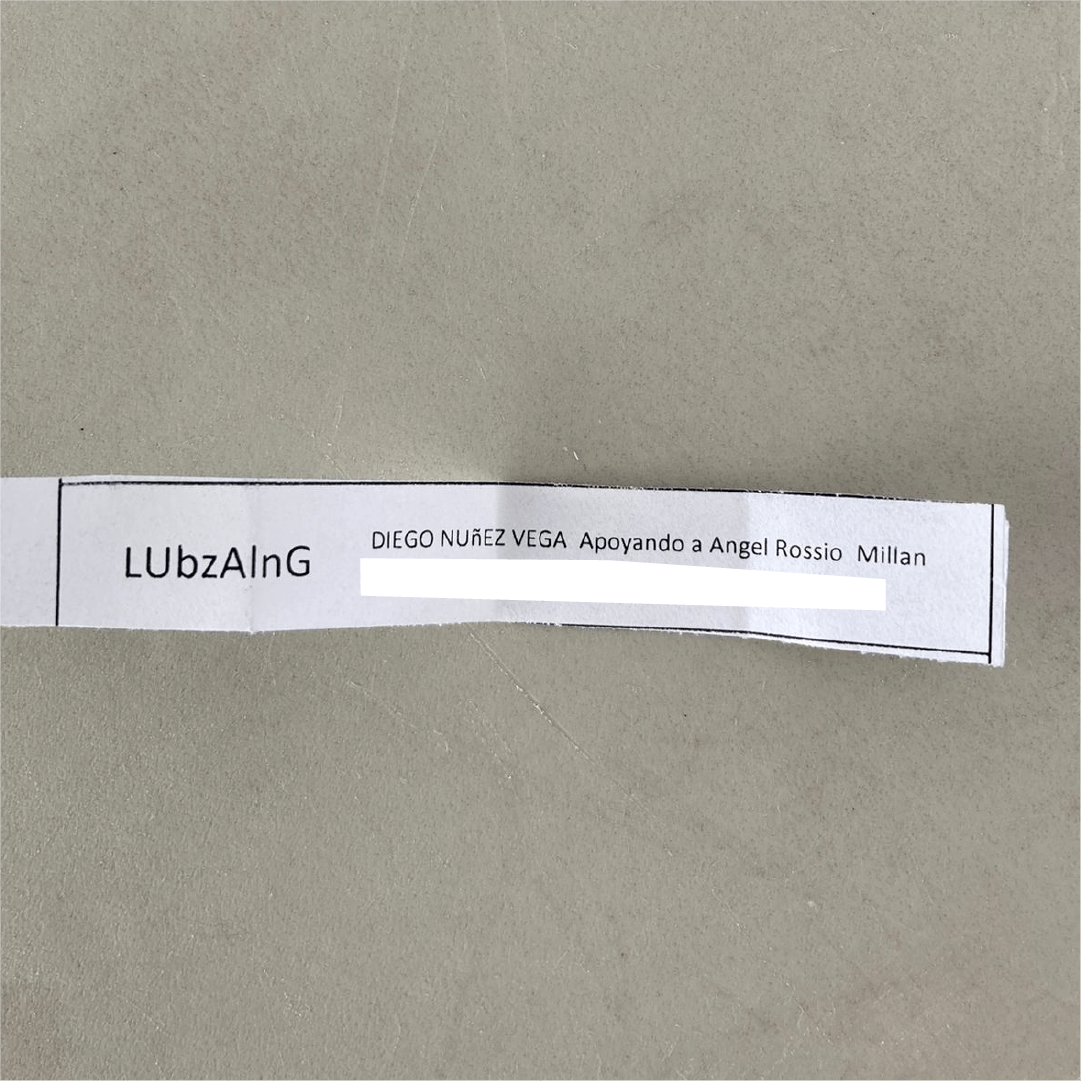 LUbzAlnG
DIEGO NUñEZ VEGA Apoyando a Angel Rossio Millan